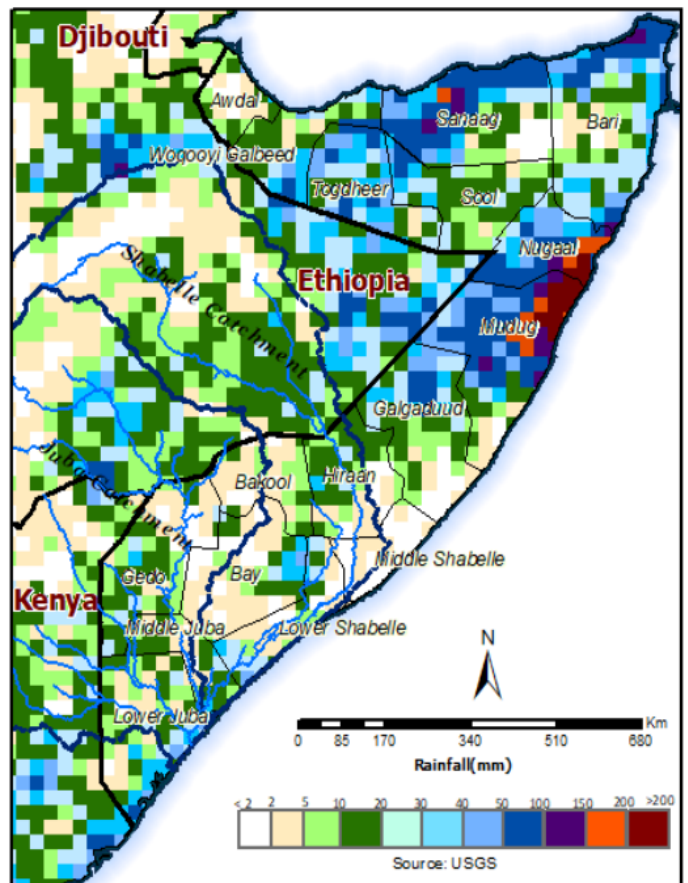 Djibouti
Awdal
Sanaag
Bari
Woqooyi Galbeed
Togdheer
Sool
Nugaal
Ethiopia
Shabelle Catchment
Mudug
Galgaduud
Juba Catchment
Bakool
Hiraan
Middle Shabelle
Gedo
Bay
Kenya
Middle Juba
Lower Shabelle
N
Lower Juba
Km
0 85 170 340 510 680
Rainfall(mm)
< 2 2 5 10 20 30 40 50 100 150 200 >200
Source: USGS